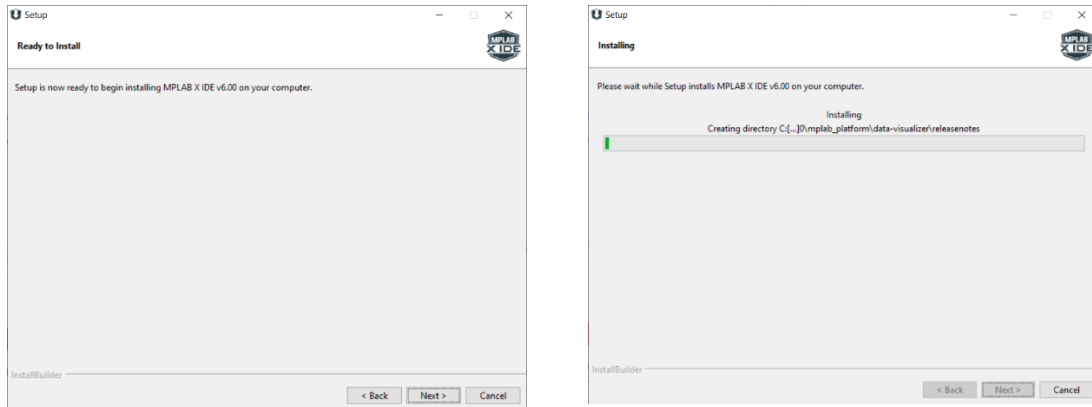 Setup
Ready to Install
MPLAB
X IDE
Setup is now ready to begin installing MPLAB X IDE v6.00 on your computer.
InstallBuilder
< Back
Next >
Cancel
Setup
Installing
MPLAB
X IDE
Please wait while Setup installs MPLAB X IDE v6.00 on your computer.
Installing
Creating directory C:[...]0\mplab_platform\data-visualizer\releasenotes
InstallBuilder
< Back
Next >
Cancel